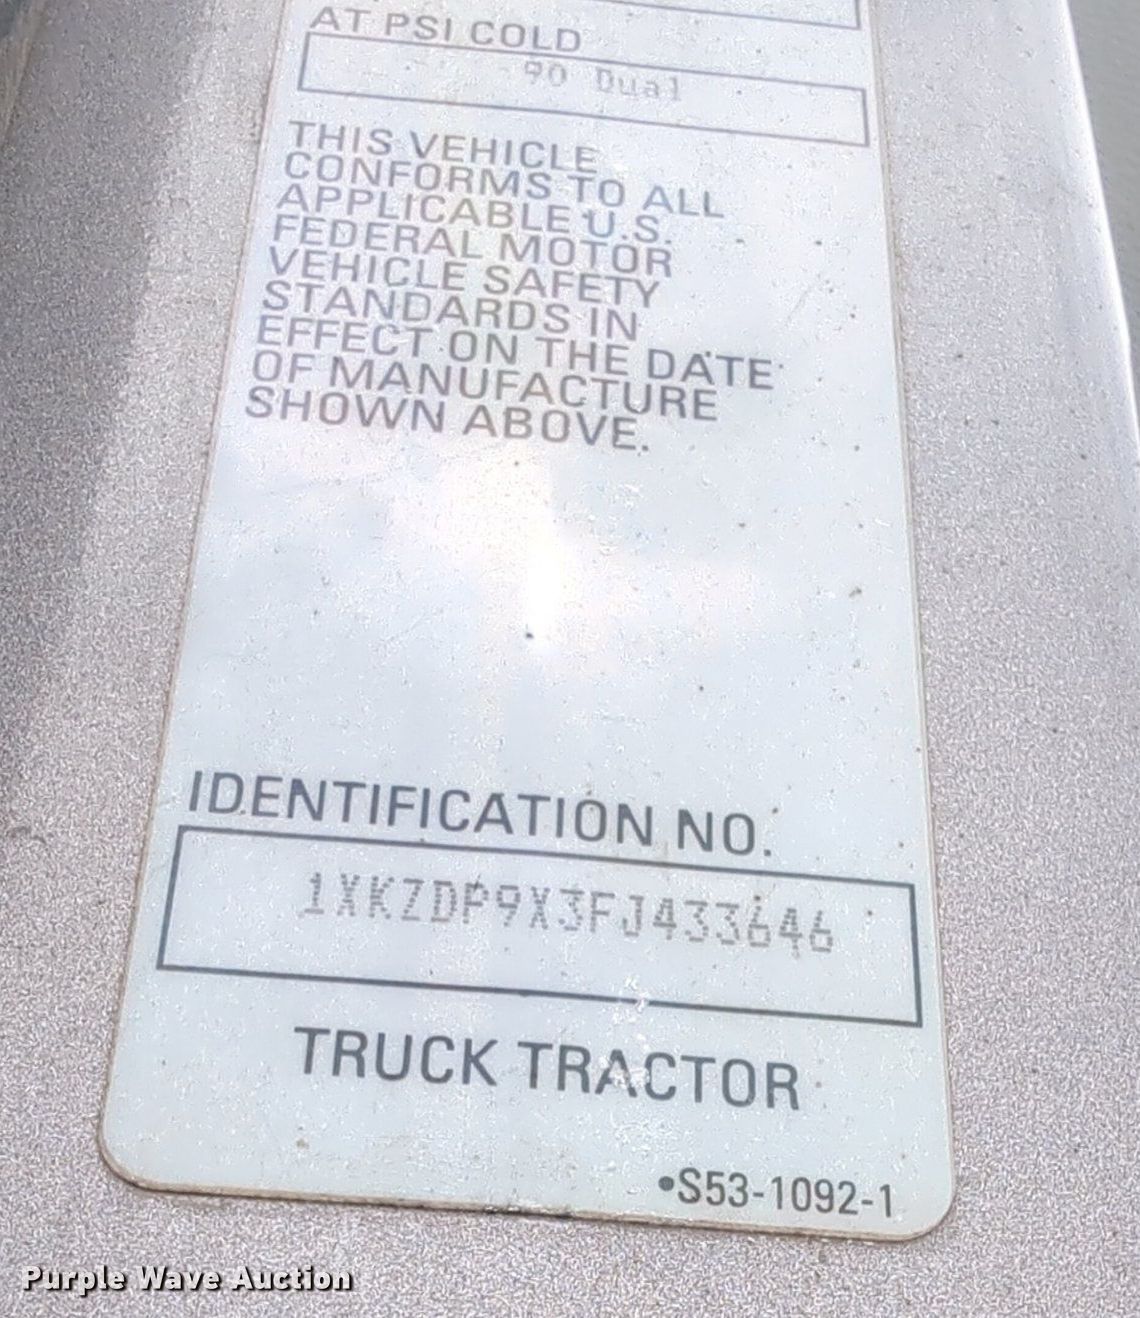 AT PSI COLD
90 Dual
THIS VEHICLE
CONFORMS TO ALL
APPLICABLE U.S.
FEDERAL MOTOR
VEHICLE SAFETY
STANDARDS IN
EFFECT ON THE DATE
OF MANUFACTURE
SHOWN ABOVE.
IDENTIFICATION NO.
1XKZDP9X3FJ433646
TRUCK TRACTOR
•S53-1092-1
Purple Wave Auction